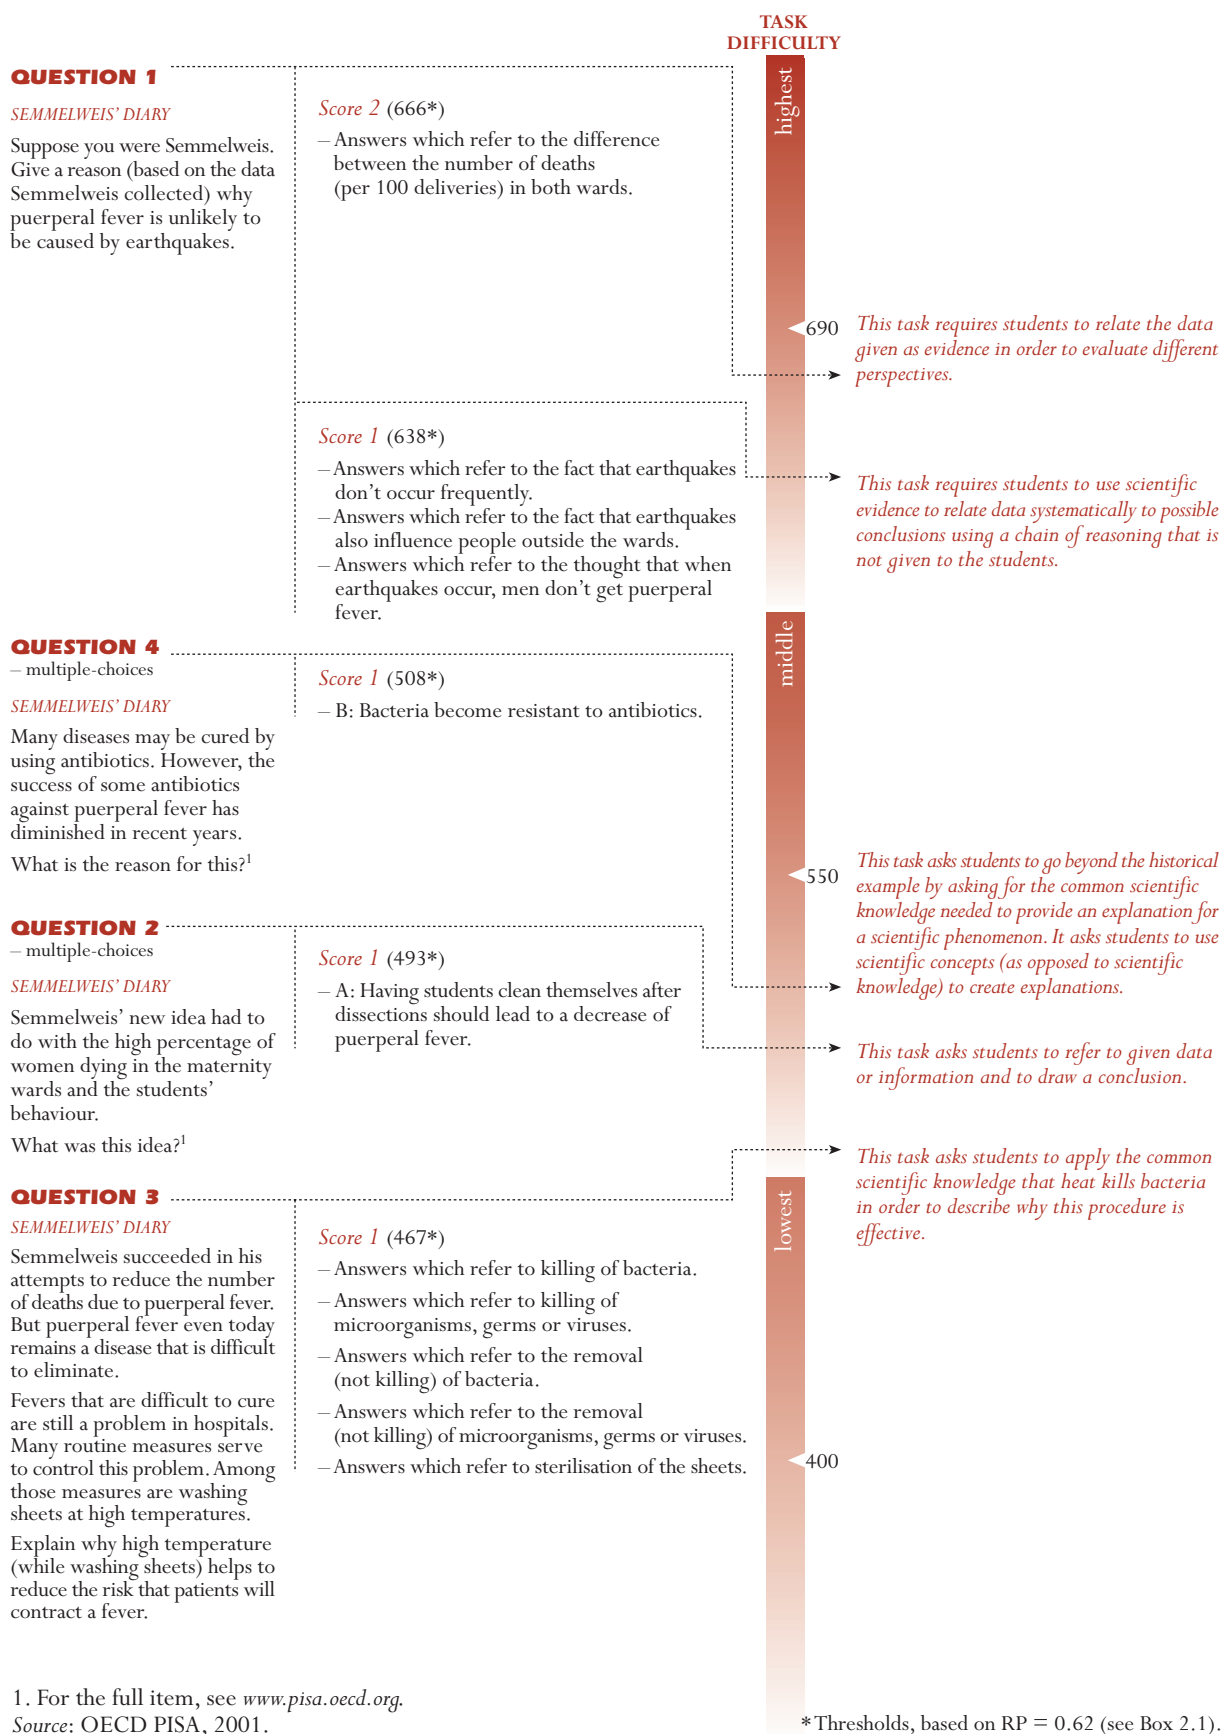 TASK
DIFFICULTY
highest
QUESTION 1
SEMMELWEIS' DIARY
Suppose you were Semmelweis.
Give a reason (based on the data
Semmelweis collected) why
puerperal fever is unlikely to
be caused by earthquakes.
Score 2 (666*)
– Answers which refer to the difference
between the number of deaths
(per 100 deliveries) in both wards.
690
This task requires students to relate the data
given as evidence in order to evaluate different
perspectives.
Score 1 (638*)
– Answers which refer to the fact that earthquakes
don't occur frequently.
– Answers which refer to the fact that earthquakes
also influence people outside the wards.
– Answers which refer to the thought that when
earthquakes occur, men don't get puerperal
fever.
This task requires students to use scientific
evidence to relate data systematically to possible
conclusions using a chain of reasoning that is
not given to the students.
middle
QUESTION 4
– multiple-choices
SEMMELWEIS' DIARY
Many diseases may be cured by
using antibiotics. However, the
success of some antibiotics
against puerperal fever has
diminished in recent years.
What is the reason for this?1
Score 1 (508*)
– B: Bacteria become resistant to antibiotics.
550
This task asks students to go beyond the historical
example by asking for the common scientific
knowledge needed to provide an explanation for
a scientific phenomenon. It asks students to use
scientific concepts (as opposed to scientific
knowledge) to create explanations.
QUESTION 2
– multiple-choices
SEMMELWEIS' DIARY
Semmelweis' new idea had to
do with the high percentage of
women dying in the maternity
wards and the students'
behaviour.
What was this idea?1
Score 1 (493*)
– A: Having students clean themselves after
dissections should lead to a decrease of
puerperal fever.
This task asks students to refer to given data
or information and to draw a conclusion.
This task asks students to apply the common
scientific knowledge that heat kills bacteria
in order to describe why this procedure is
effective.
lowest
QUESTION 3
SEMMELWEIS' DIARY
Semmelweis succeeded in his
attempts to reduce the number
of deaths due to puerperal fever.
But puerperal fever even today
remains a disease that is difficult
to eliminate.
Fevers that are difficult to cure
are still a problem in hospitals.
Many routine measures serve
to control this problem. Among
those measures are washing
sheets at high temperatures.
Explain why high temperature
(while washing sheets) helps to
reduce the risk that patients will
contract a fever.
Score 1 (467*)
– Answers which refer to killing of bacteria.
– Answers which refer to killing of
microorganisms, germs or viruses.
– Answers which refer to the removal
(not killing) of bacteria.
– Answers which refer to the removal
(not killing) of microorganisms, germs or viruses.
– Answers which refer to sterilisation of the sheets.
400
1. For the full item, see www.pisa.oecd.org.
Source: OECD PISA, 2001.
* Thresholds, based on RP = 0.62 (see Box 2.1).